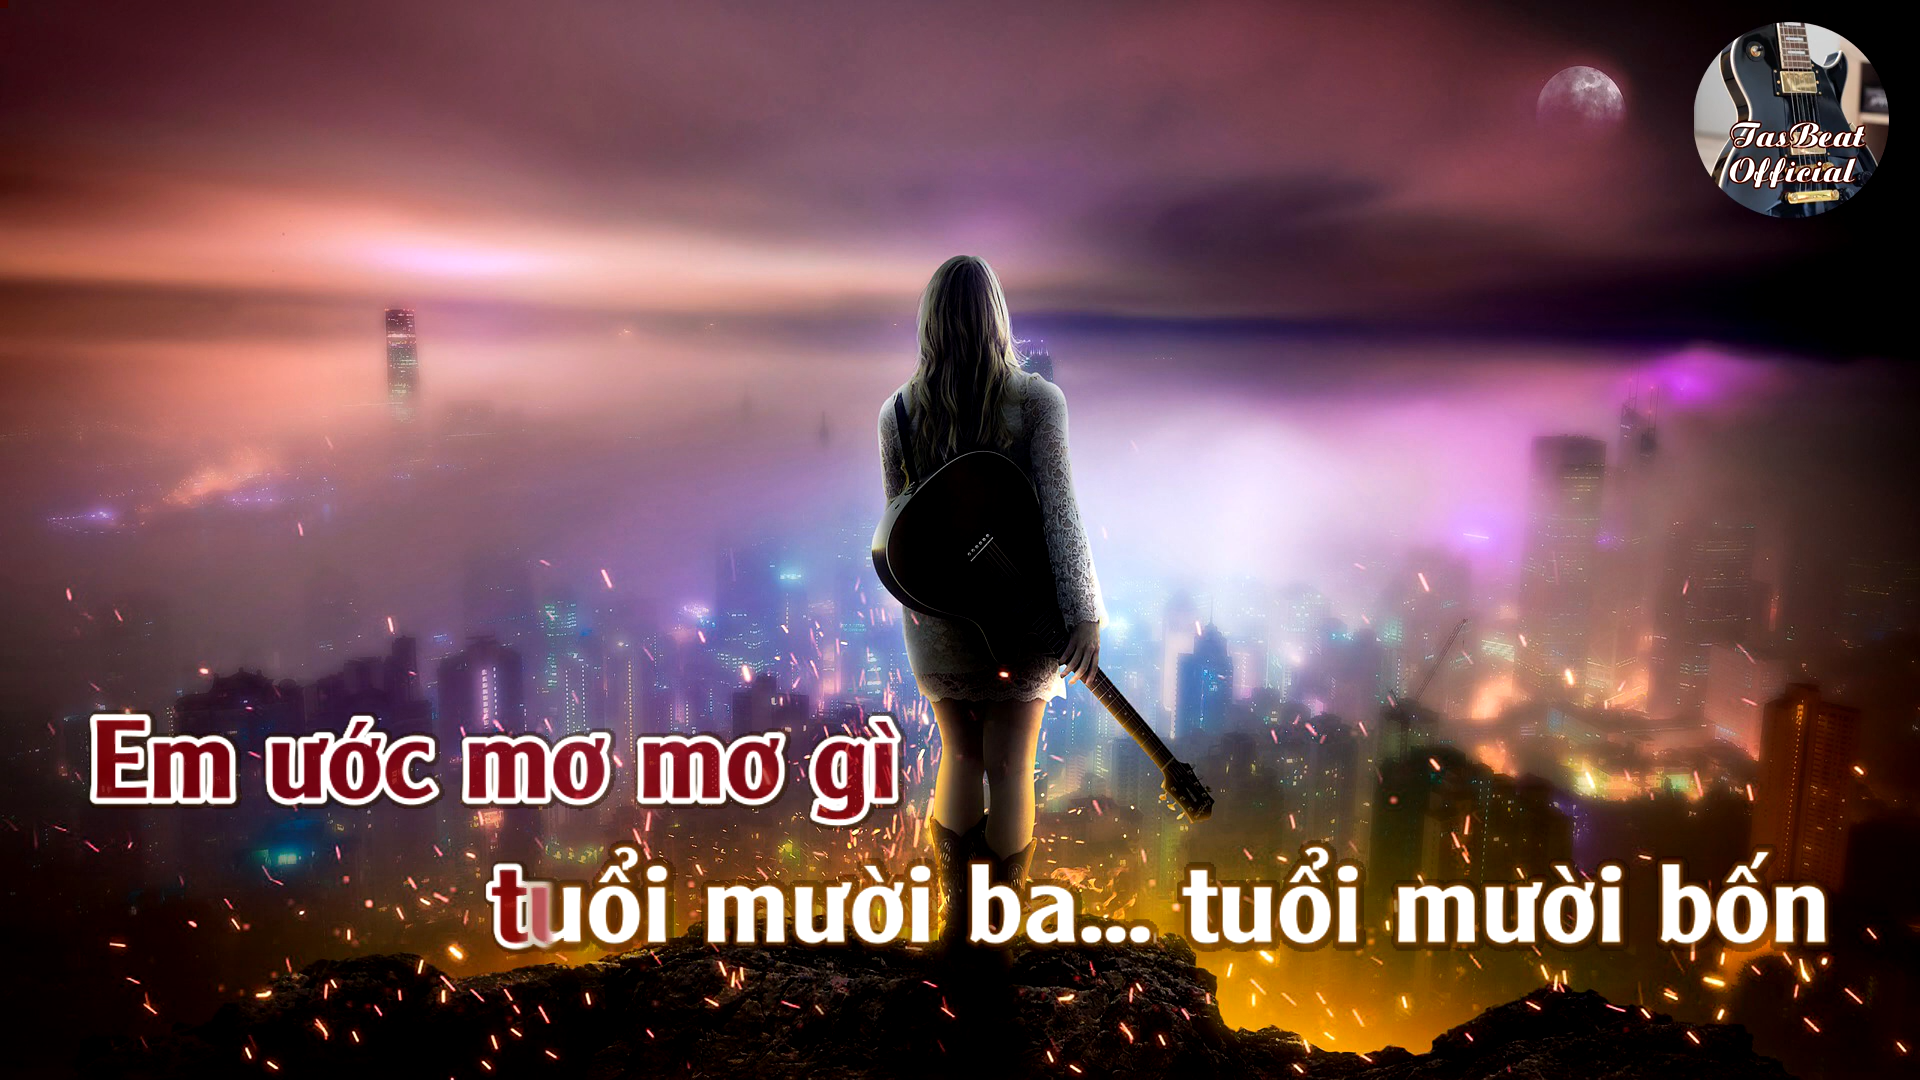 TasBeat
Official
Em ước mơ mơ gì
tuổi mười ba... tuổi mười bốn